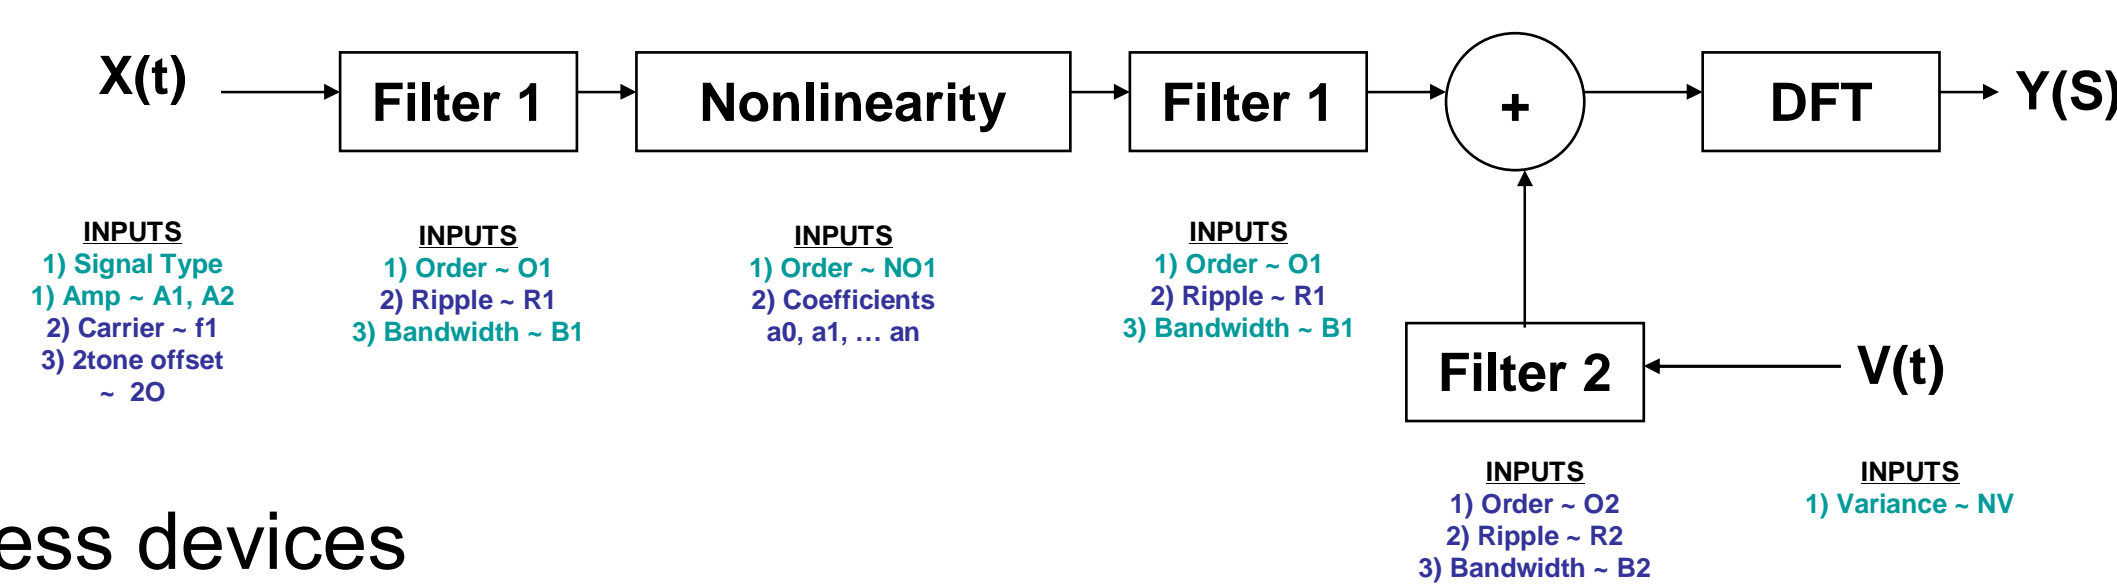 X(t)
Filter 1
Nonlinearity
Filter 1
+
DFT
Y(S)
INPUTS
1) Signal Type
1) Amp ~ A1, A2
2) Carrier ~ f1
3) 2tone offset
~ 2O
INPUTS
1) Order ~ O1
2) Ripple ~ R1
3) Bandwidth ~ B1
INPUTS
1) Order ~ NO1
2) Coefficients
a0, a1, … an
INPUTS
1) Order ~ O1
2) Ripple ~ R1
3) Bandwidth ~ B1
Filter 2
V(t)
INPUTS
1) Order ~ O2
2) Ripple ~ R2
3) Bandwidth ~ B2
INPUTS
1) Variance ~ NV
ess devices